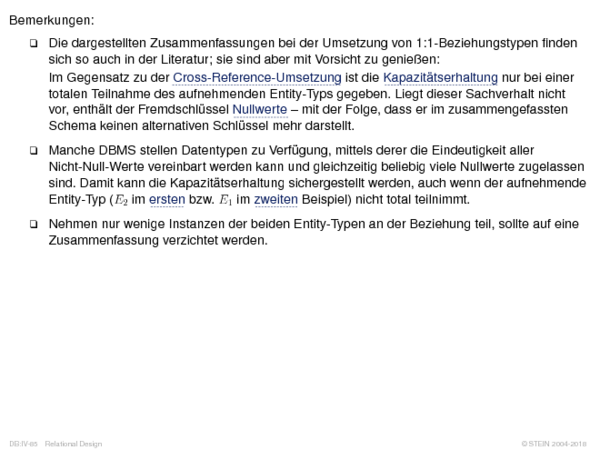 Bemerkungen:
❑ Die dargestellten Zusammenfassungen bei der Umsetzung von 1:1-Beziehungstypen finden
sich so auch in der Literatur; sie sind aber mit Vorsicht zu genießen:
Im Gegensatz zu der Cross-Reference-Umsetzung ist die Kapazitätserhaltung nur bei einer
totalen Teilnahme des aufnehmenden Entity-Typs gegeben. Liegt dieser Sachverhalt nicht
vor, enthält der Fremdschlüssel Nullwerte – mit der Folge, dass er im zusammengefassten
Schema keinen alternativen Schlüssel mehr darstellt.
❑ Manche DBMS stellen Datentypen zu Verfügung, mittels derer die Eindeutigkeit aller
Nicht-Null-Werte vereinbart werden kann und gleichzeitig beliebig viele Nullwerte zugelassen
sind. Damit kann die Kapazitätserhaltung sichergestellt werden, auch wenn der aufnehmende
Entity-Typ (E₂ im ersten bzw. E₁ im zweiten Beispiel) nicht total teilnimmt.
❑ Nehmen nur wenige Instanzen der beiden Entity-Typen an der Beziehung teil, sollte auf eine
Zusammenfassung verzichtet werden.
DB:IV-65 Relational Design © STEIN 2004-2018